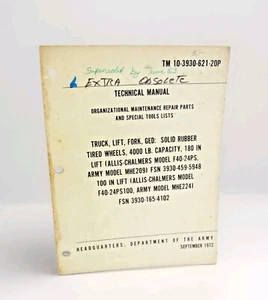 TM 10-3930-621-20P
Superseded by June 83
EXTRA Obsolete
TECHNICAL MANUAL
ORGANIZATIONAL MAINTENANCE REPAIR PARTS
AND SPECIAL TOOLS LISTS
TRUCK, LIFT, FORK, GED: SOLID RUBBER
TIRED WHEELS, 4000 LB. CAPACITY, 180 IN
LIFT (ALLIS-CHALMERS MODEL F40-24PS,
ARMY MODEL MHE209) FSN 3930-459-5948
100 IN LIFT (ALLIS-CHALMERS MODEL
F40-24PS100, ARMY MODEL MHE224)
FSN 3930-165-4102
HEADQUARTERS, DEPARTMENT OF THE ARMY
SEPTEMBER 1972